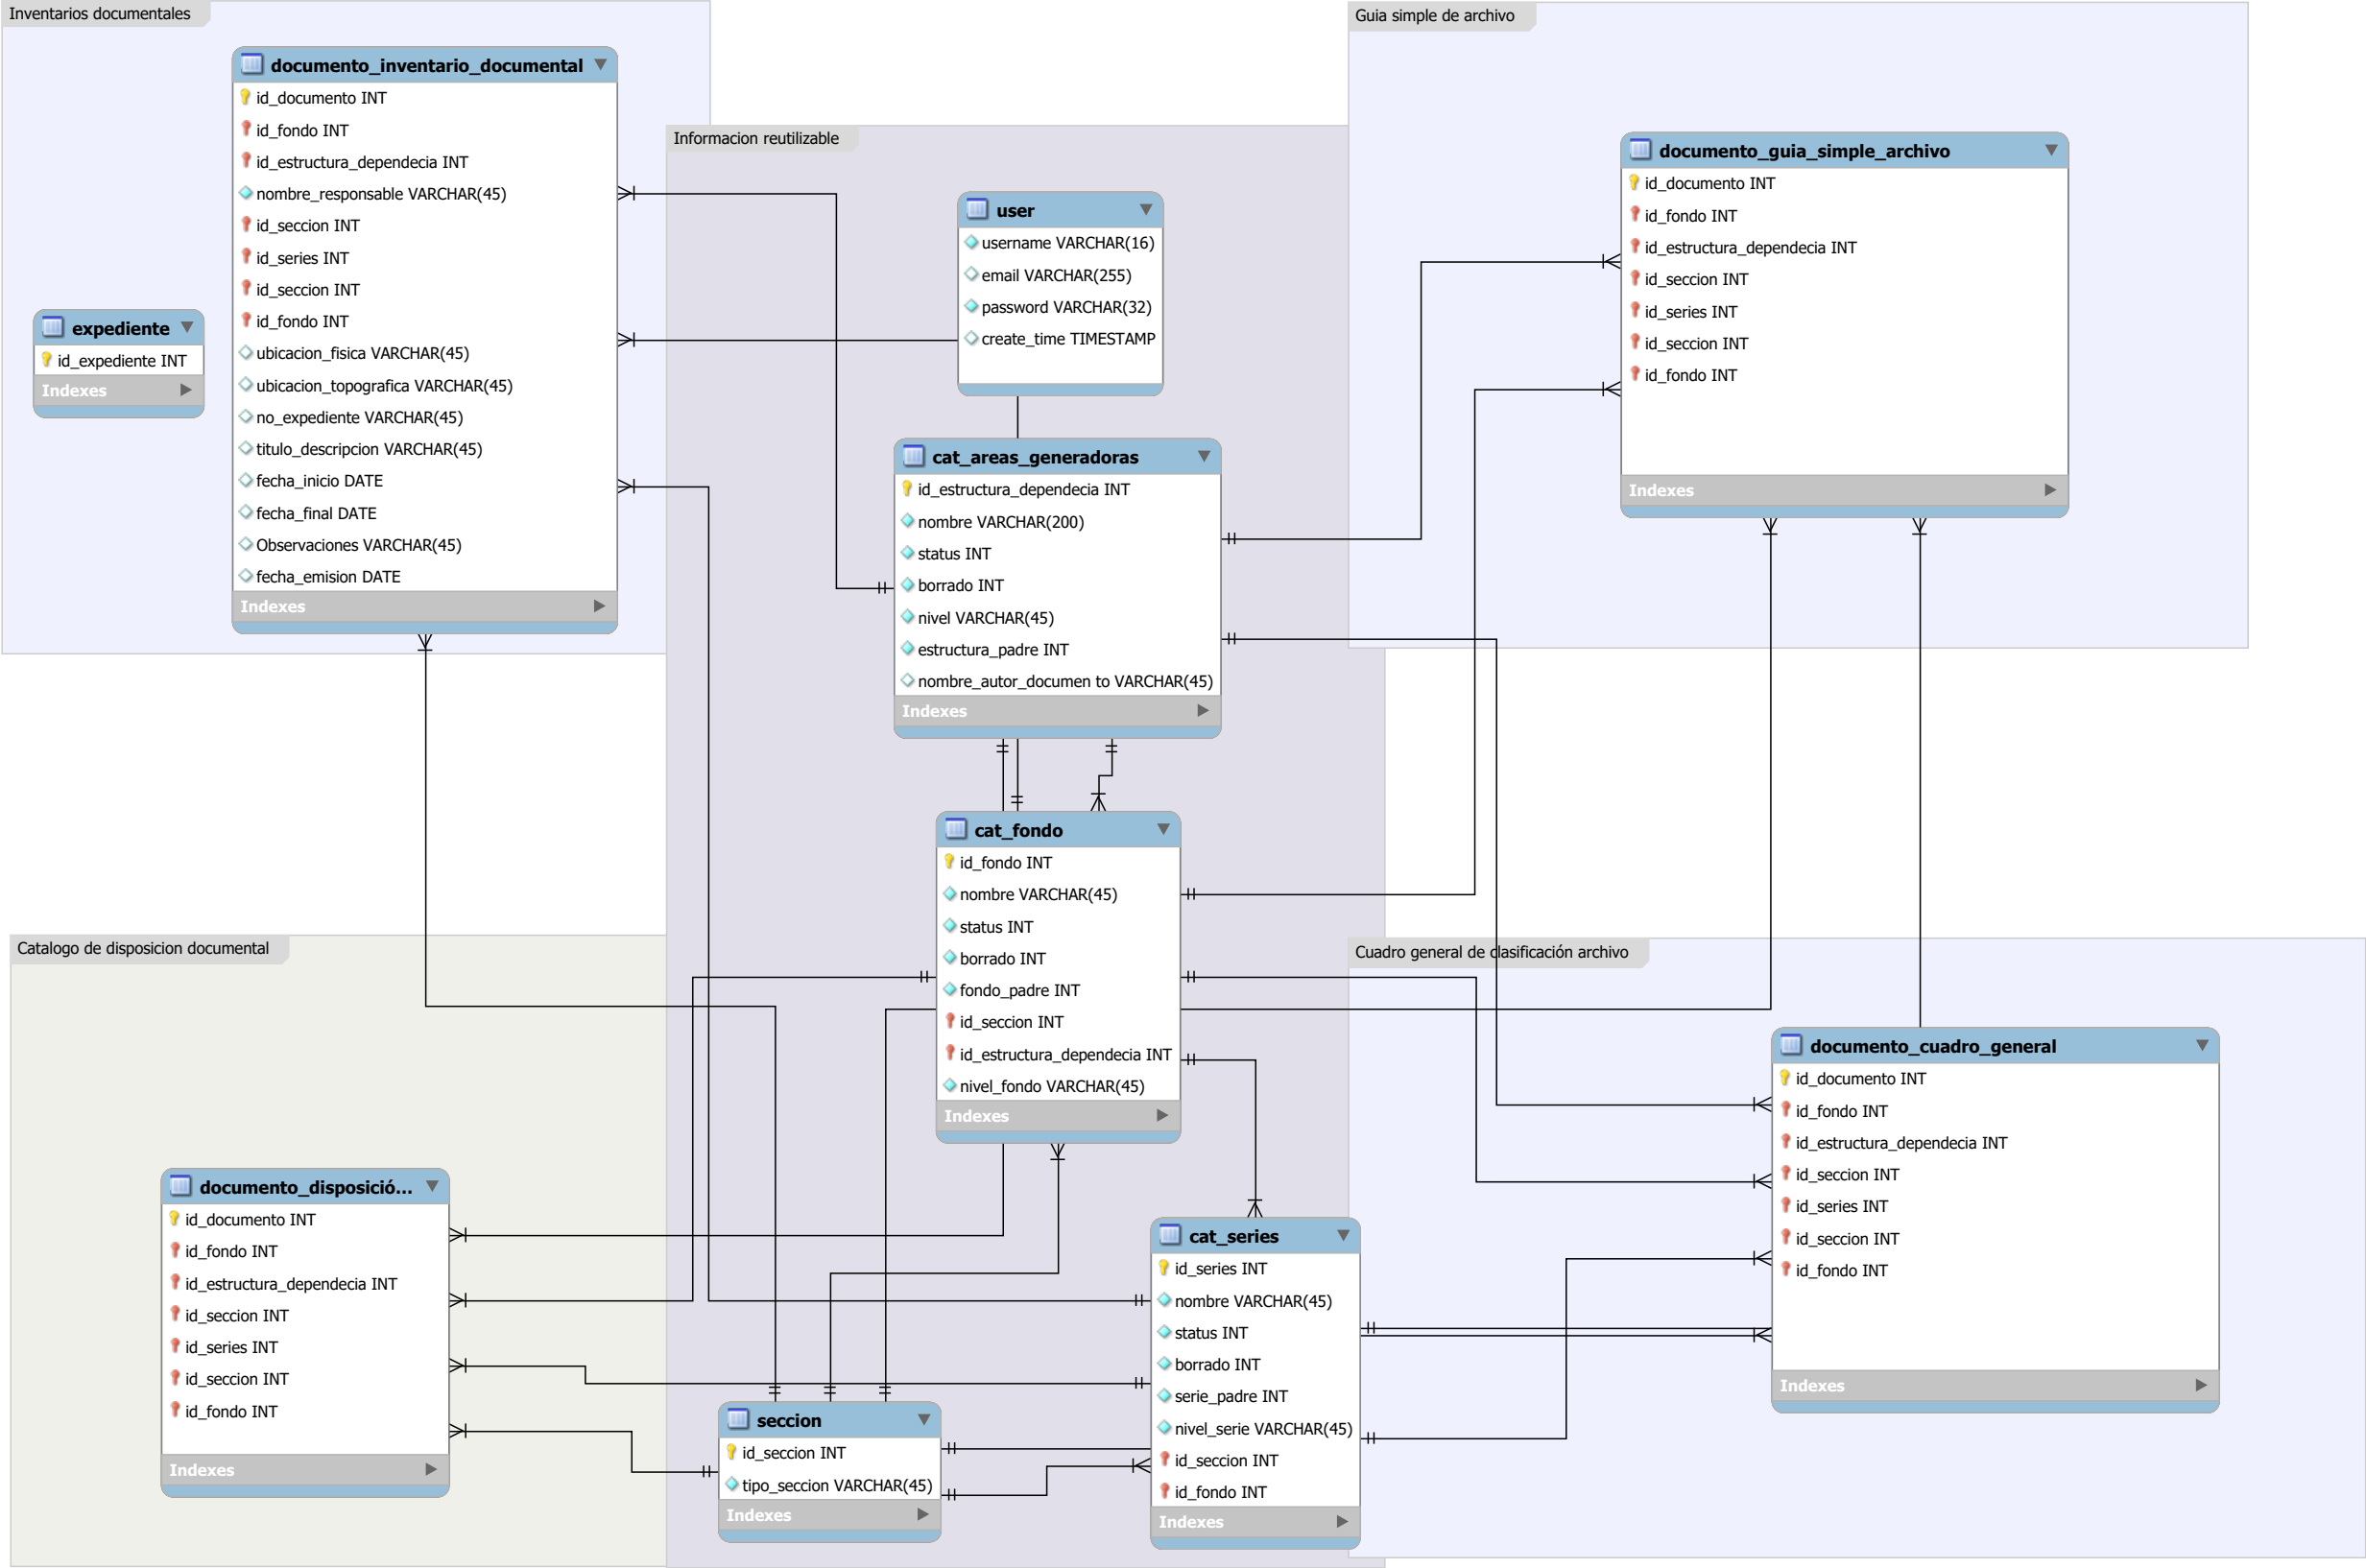 Inventarios documentales
documento_inventario_documental
id_documento INT
id_fondo INT
id_estructura_dependecia INT
nombre_responsable VARCHAR(45)
id_seccion INT
id_series INT
id_seccion INT
id_fondo INT
ubicacion_fisica VARCHAR(45)
ubicacion_topografica VARCHAR(45)
no_expediente VARCHAR(45)
titulo_descripcion VARCHAR(45)
fecha_inicio DATE
fecha_final DATE
Observaciones VARCHAR(45)
fecha_emision DATE
Indexes
expediente
id_expediente INT
Indexes
Informacion reutilizable
user
username VARCHAR(16)
email VARCHAR(255)
password VARCHAR(32)
create_time TIMESTAMP
cat_areas_generadoras
id_estructura_dependecia INT
nombre VARCHAR(200)
status INT
borrado INT
nivel VARCHAR(45)
estructura_padre INT
nombre_autor_documen to VARCHAR(45)
Indexes
cat_fondo
id_fondo INT
nombre VARCHAR(45)
status INT
borrado INT
fondo_padre INT
id_seccion INT
id_estructura_dependecia INT
nivel_fondo VARCHAR(45)
Indexes
cat_series
id_series INT
nombre VARCHAR(45)
status INT
borrado INT
serie_padre INT
nivel_serie VARCHAR(45)
id_seccion INT
id_fondo INT
Indexes
seccion
id_seccion INT
tipo_seccion VARCHAR(45)
Indexes
Guia simple de archivo
documento_guia_simple_archivo
id_documento INT
id_fondo INT
id_estructura_dependecia INT
id_seccion INT
id_series INT
id_seccion INT
id_fondo INT
Indexes
Catalogo de disposicion documental
documento_disposició...
id_documento INT
id_fondo INT
id_estructura_dependecia INT
id_seccion INT
id_series INT
id_seccion INT
id_fondo INT
Indexes
Cuadro general de clasificación archivo
documento_cuadro_general
id_documento INT
id_fondo INT
id_estructura_dependecia INT
id_seccion INT
id_series INT
id_seccion INT
id_fondo INT
Indexes